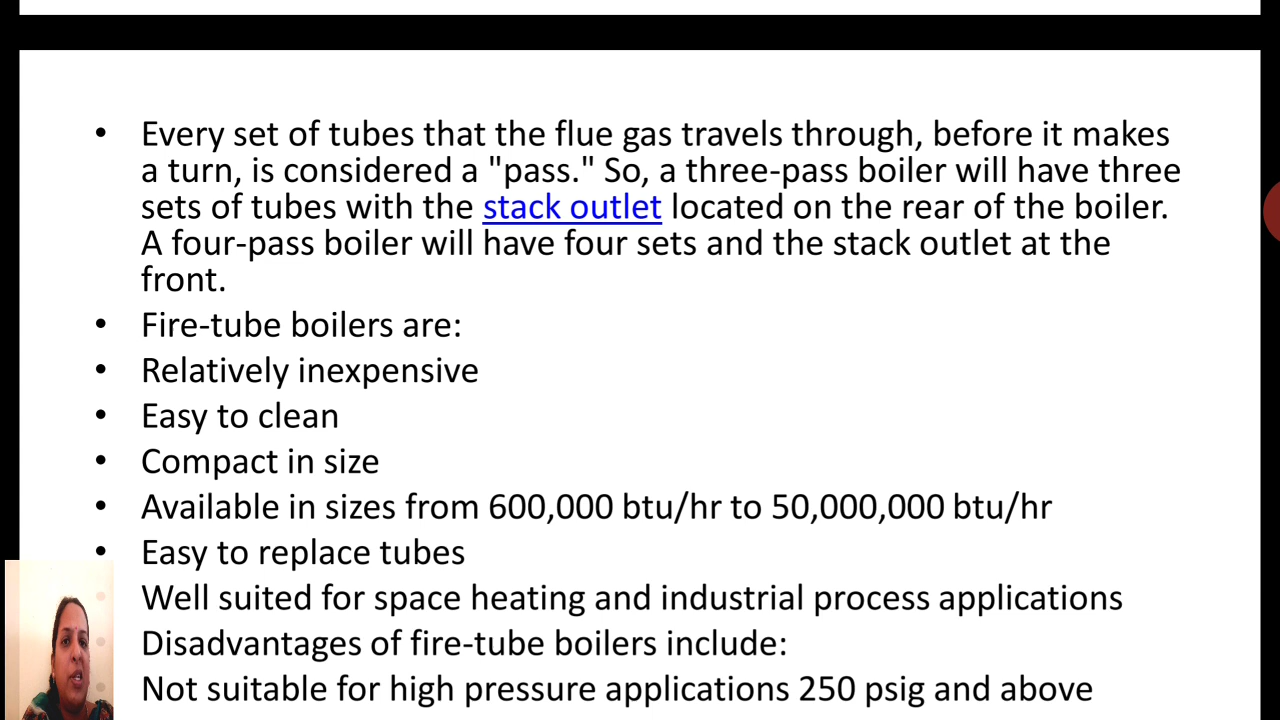 • Every set of tubes that the flue gas travels through, before it makes
a turn, is considered a "pass." So, a three-pass boiler will have three
sets of tubes with the stack outlet located on the rear of the boiler.
A four-pass boiler will have four sets and the stack outlet at the
front.
• Fire-tube boilers are:
• Relatively inexpensive
• Easy to clean
• Compact in size
• Available in sizes from 600,000 btu/hr to 50,000,000 btu/hr
• Easy to replace tubes
Well suited for space heating and industrial process applications
Disadvantages of fire-tube boilers include:
Not suitable for high pressure applications 250 psig and above